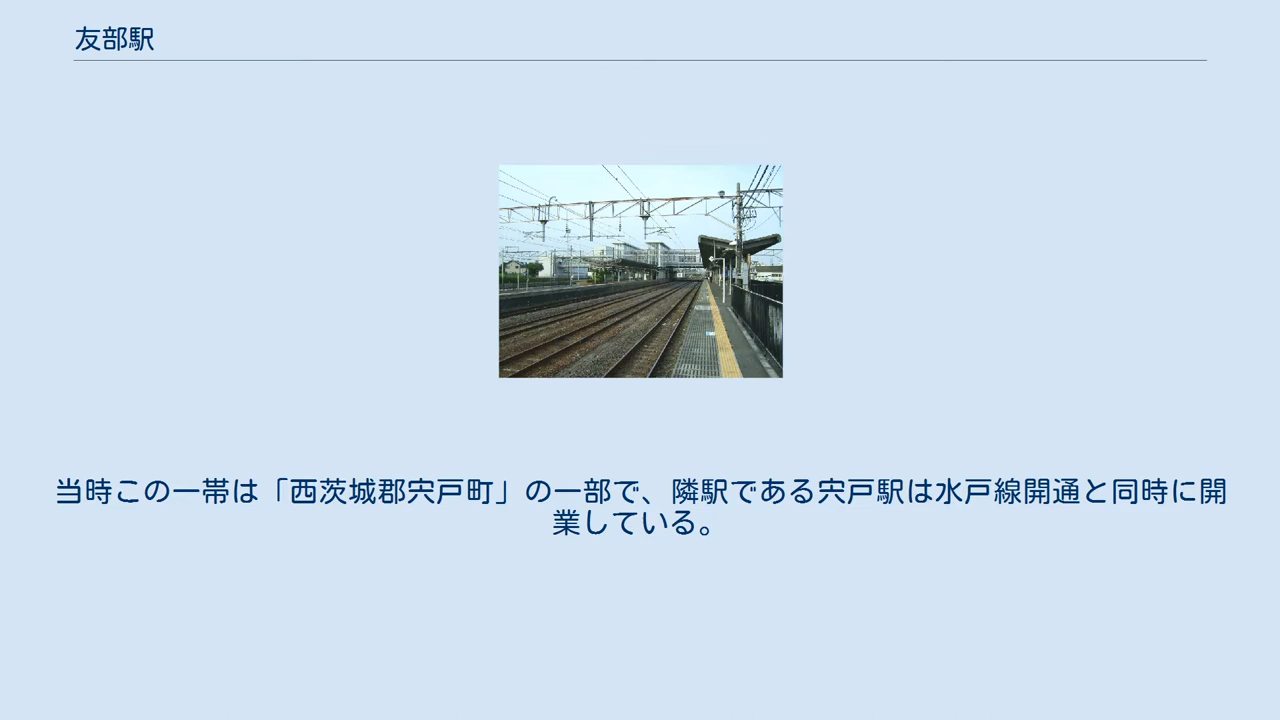 友部駅
当時この一帯は「西茨城郡宍戸町」の一部で、隣駅である宍戸駅は水戸線開通と同時に開
業している。